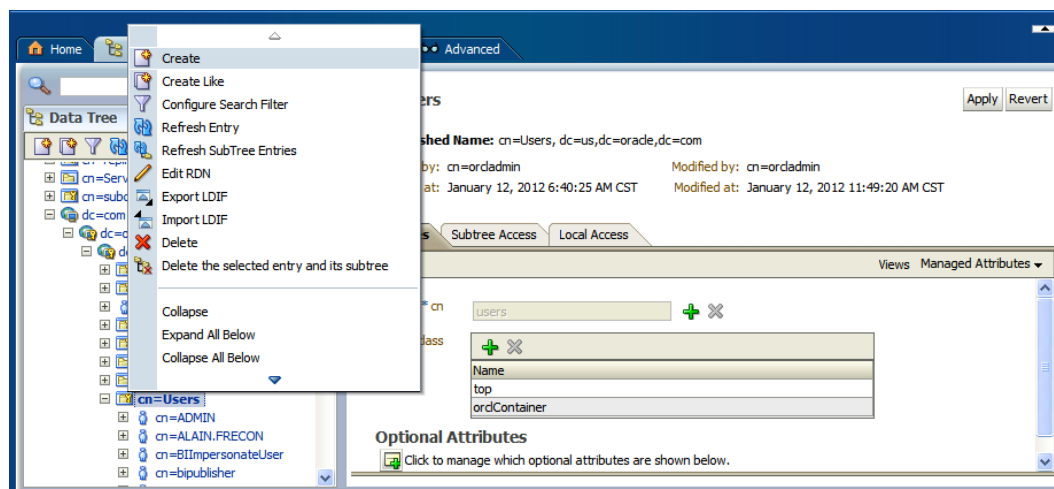 Home
Advanced
Create
Create Like
Configure Search Filter
Refresh Entry
Refresh SubTree Entries
Edit RDN
Export LDIF
Import LDIF
Delete
Delete the selected entry and its subtree
Collapse
Expand All Below
Collapse All Below
Data Tree
cn=Serv
cn=subc
dc=com
dc=o
d
cn=Users
cn=ADMIN
cn=ALAIN.FRECON
cn=BIImpersonateUser
cn=bipublisher
ers
Apply Revert
shed Name: cn=Users, dc=us,dc=oracle,dc=com
by: cn=orcladmin Modified by: cn=orcladmin
at: January 12, 2012 6:40:25 AM CST Modified at: January 12, 2012 11:49:20 AM CST
s Subtree Access Local Access
Views Managed Attributes
* cn users
lass
Name
top
orclContainer
Optional Attributes
Click to manage which optional attributes are shown below.